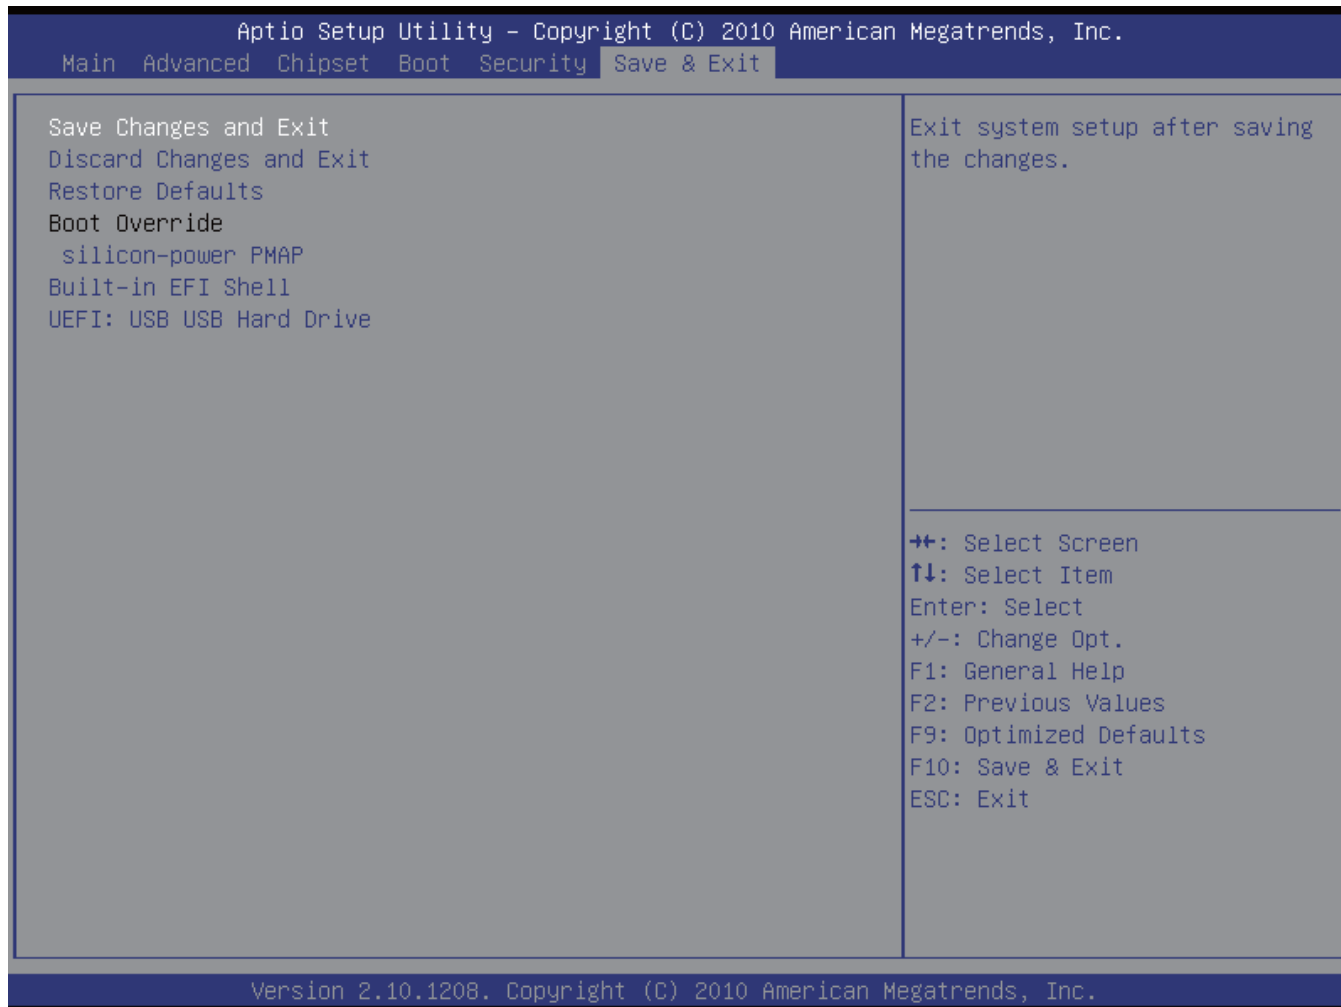 Aptio Setup Utility – Copyright (C) 2010 American Megatrends, Inc.
Main Advanced Chipset Boot Security Save & Exit
Save Changes and Exit
Discard Changes and Exit
Restore Defaults
Boot Override
silicon-power PMAP
Built-in EFI Shell
UEFI: USB USB Hard Drive
Exit system setup after saving
the changes.
→←: Select Screen
↑↓: Select Item
Enter: Select
+/-: Change Opt.
F1: General Help
F2: Previous Values
F9: Optimized Defaults
F10: Save & Exit
ESC: Exit
Version 2.10.1208. Copyright (C) 2010 American Megatrends, Inc.